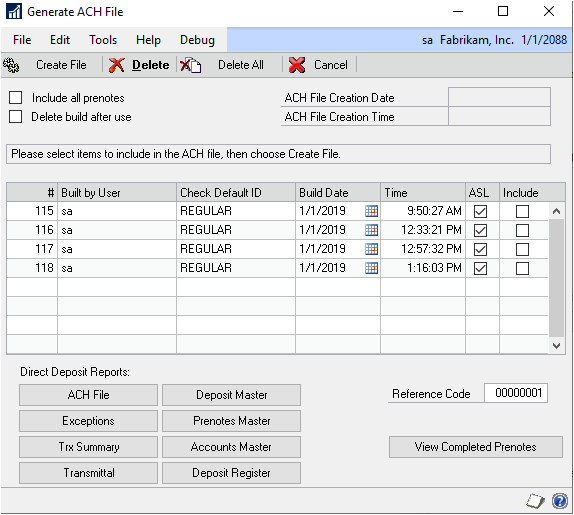 Generate ACH File
File Edit Tools Help Debug sa Fabrikam, Inc. 1/1/2088
Create File Delete Delete All Cancel
Include all prenotes ACH File Creation Date
Delete build after use ACH File Creation Time
Please select items to include in the ACH file, then choose Create File.
# Built by User Check Default ID Build Date Time ASL Include
115 sa REGULAR 1/1/2019 9:50:27 AM
116 sa REGULAR 1/1/2019 12:33:21 PM
117 sa REGULAR 1/1/2019 12:57:32 PM
118 sa REGULAR 1/1/2019 1:16:03 PM
Direct Deposit Reports:
ACH File Deposit Master Reference Code 00000001
Exceptions Prenotes Master
Trx Summary Accounts Master View Completed Prenotes
Transmittal Deposit Register